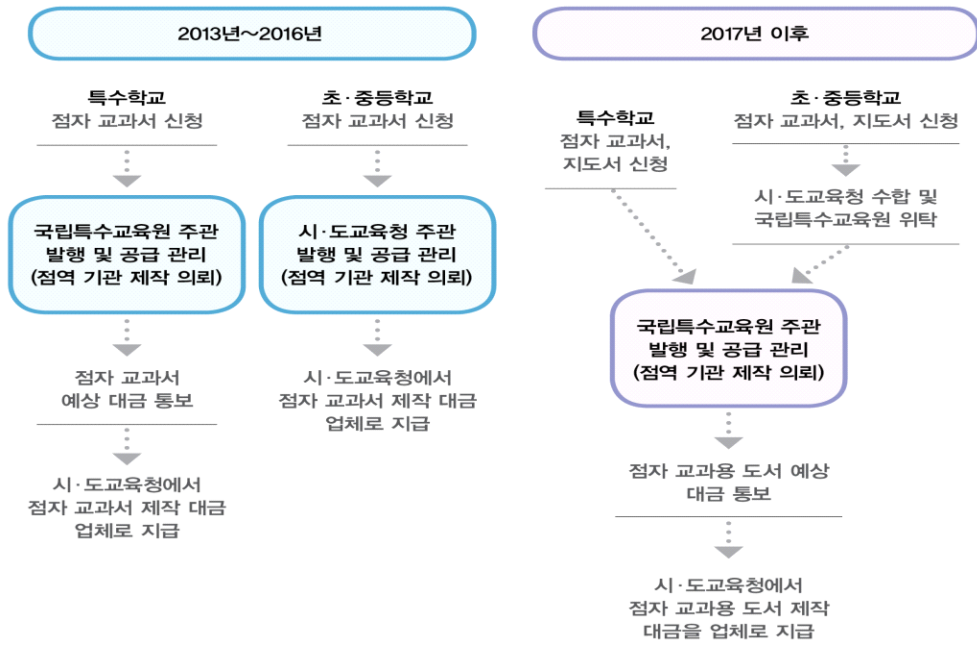 2013년~2016년
특수학교
점자 교과서 신청
국립특수교육원 주관
발행 및 공급 관리
(점역 기관 제작 의뢰)
점자 교과서
예상 대금 통보
시·도교육청에서
점자 교과서 제작 대금
업체로 지급
초·중등학교
점자 교과서 신청
시·도교육청 주관
발행 및 공급 관리
(점역 기관 제작 의뢰)
시·도교육청에서
점자 교과서 제작 대금
업체로 지급
2017년 이후
특수학교
점자 교과서,
지도서 신청
초·중등학교
점자 교과서, 지도서 신청
시·도교육청 수합 및
국립특수교육원 위탁
국립특수교육원 주관
발행 및 공급 관리
(점역 기관 제작 의뢰)
점자 교과용 도서 예상
대금 통보
시·도교육청에서
점자 교과용 도서 제작
대금을 업체로 지급